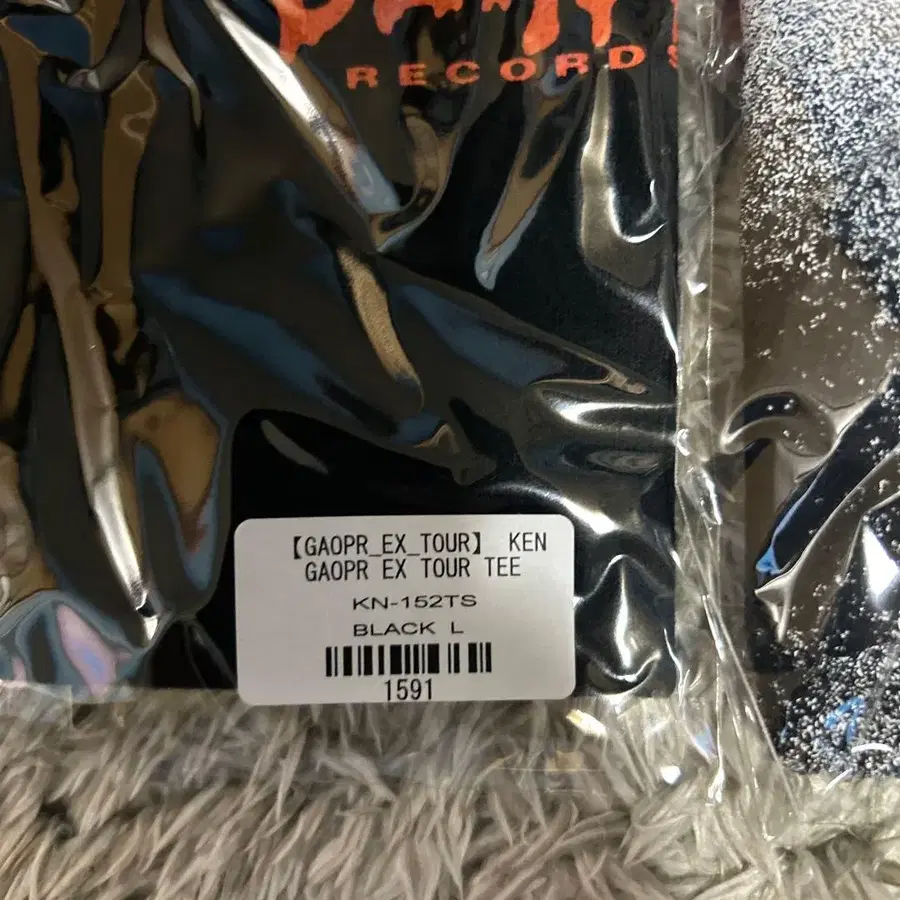 RECORDS
【GAOPR_EX_TOUR】 KEN
GAOPR EX TOUR TEE
KN-152TS
BLACK L
1591